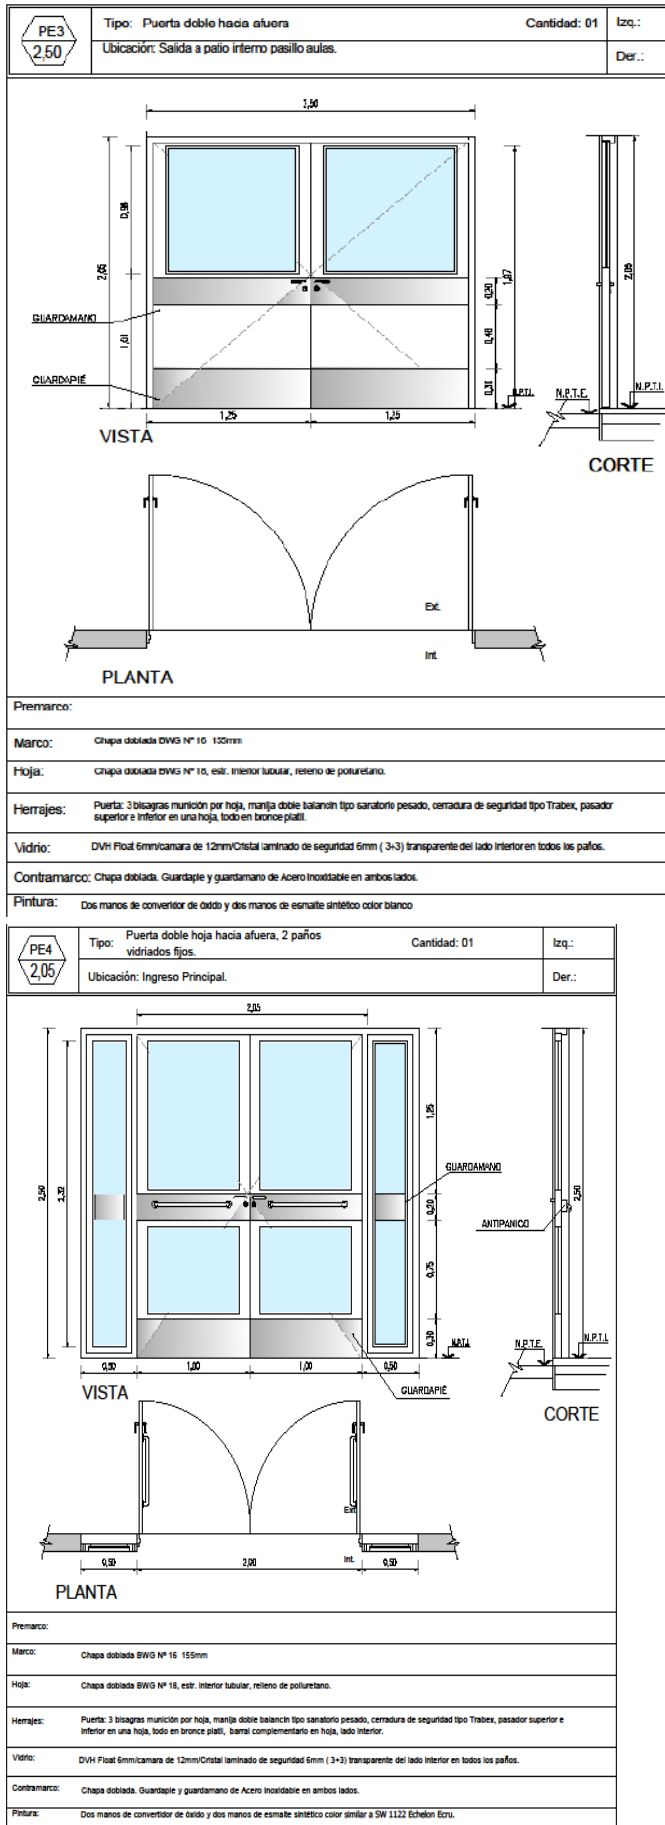 PE3
2,50
Tipo: Puerta doble hacia afuera
Cantidad: 01
Izq.:
Ubicación: Salida a patio interno pasillo aulas.
Der.:
2,50
0,96
2,05
1,01
0,20
1,97
0,46
0,30
2,05
GUARDAMANO
GUARDAPIÉ
N.P.T.I.
N.P.T.E.
N.P.T.I.
1,25
1,25
VISTA
CORTE
Ext.
Int.
PLANTA
Premarco:
Marco: Chapa doblada BWG Nº 16 155mm
Hoja: Chapa doblada BWG Nº 18, estr. interior tubular, relleno de poliuretano.
Herrajes: Puerta: 3 bisagras munición por hoja, manija doble balancin tipo sanatorio pesado, cerradura de seguridad tipo Trabex, pasador
superior e inferior en una hoja, todo en bronce platil.
Vidrio: DVH Float 6mm/camara de 12mm/Cristal laminado de seguridad 6mm ( 3+3) transparente del lado interior en todos los paños.
Contramarco: Chapa doblada. Guardapie y guardamano de Acero Inoxidable en ambos lados.
Pintura: Dos manos de convertidor de óxido y dos manos de esmalte sintético color blanco
PE4
2,05
Tipo: Puerta doble hoja hacia afuera, 2 paños
vidriados fijos.
Cantidad: 01
Izq.:
Ubicación: Ingreso Principal.
Der.:
2,05
2,50
1,25
0,20
0,75
0,30
2,50
GUARDAMANO
ANTIPANICO
N.P.T.I.
N.P.T.E.
N.P.T.I.
0,50
1,00
1,00
0,50
GUARDAPIÉ
VISTA
CORTE
Ext.
Int.
0,50
2,00
0,50
PLANTA
Premarco:
Marco: Chapa doblada BWG Nº 16 155mm
Hoja: Chapa doblada BWG Nº 18, estr. interior tubular, relleno de poliuretano.
Herrajes: Puerta: 3 bisagras munición por hoja, manija doble balancin tipo sanatorio pesado, cerradura de seguridad tipo Trabex, pasador superior e
inferior en una hoja, todo en bronce platil, barral complementario en hoja, lado interior.
Vidrio: DVH Float 6mm/camara de 12mm/Cristal laminado de seguridad 6mm ( 3+3) transparente del lado interior en todos los paños.
Contramarco: Chapa doblada. Guardapie y guardamano de Acero Inoxidable en ambos lados.
Pintura: Dos manos de convertidor de óxido y dos manos de esmalte sintético color similar a SW 1122 Echelon Ecru.